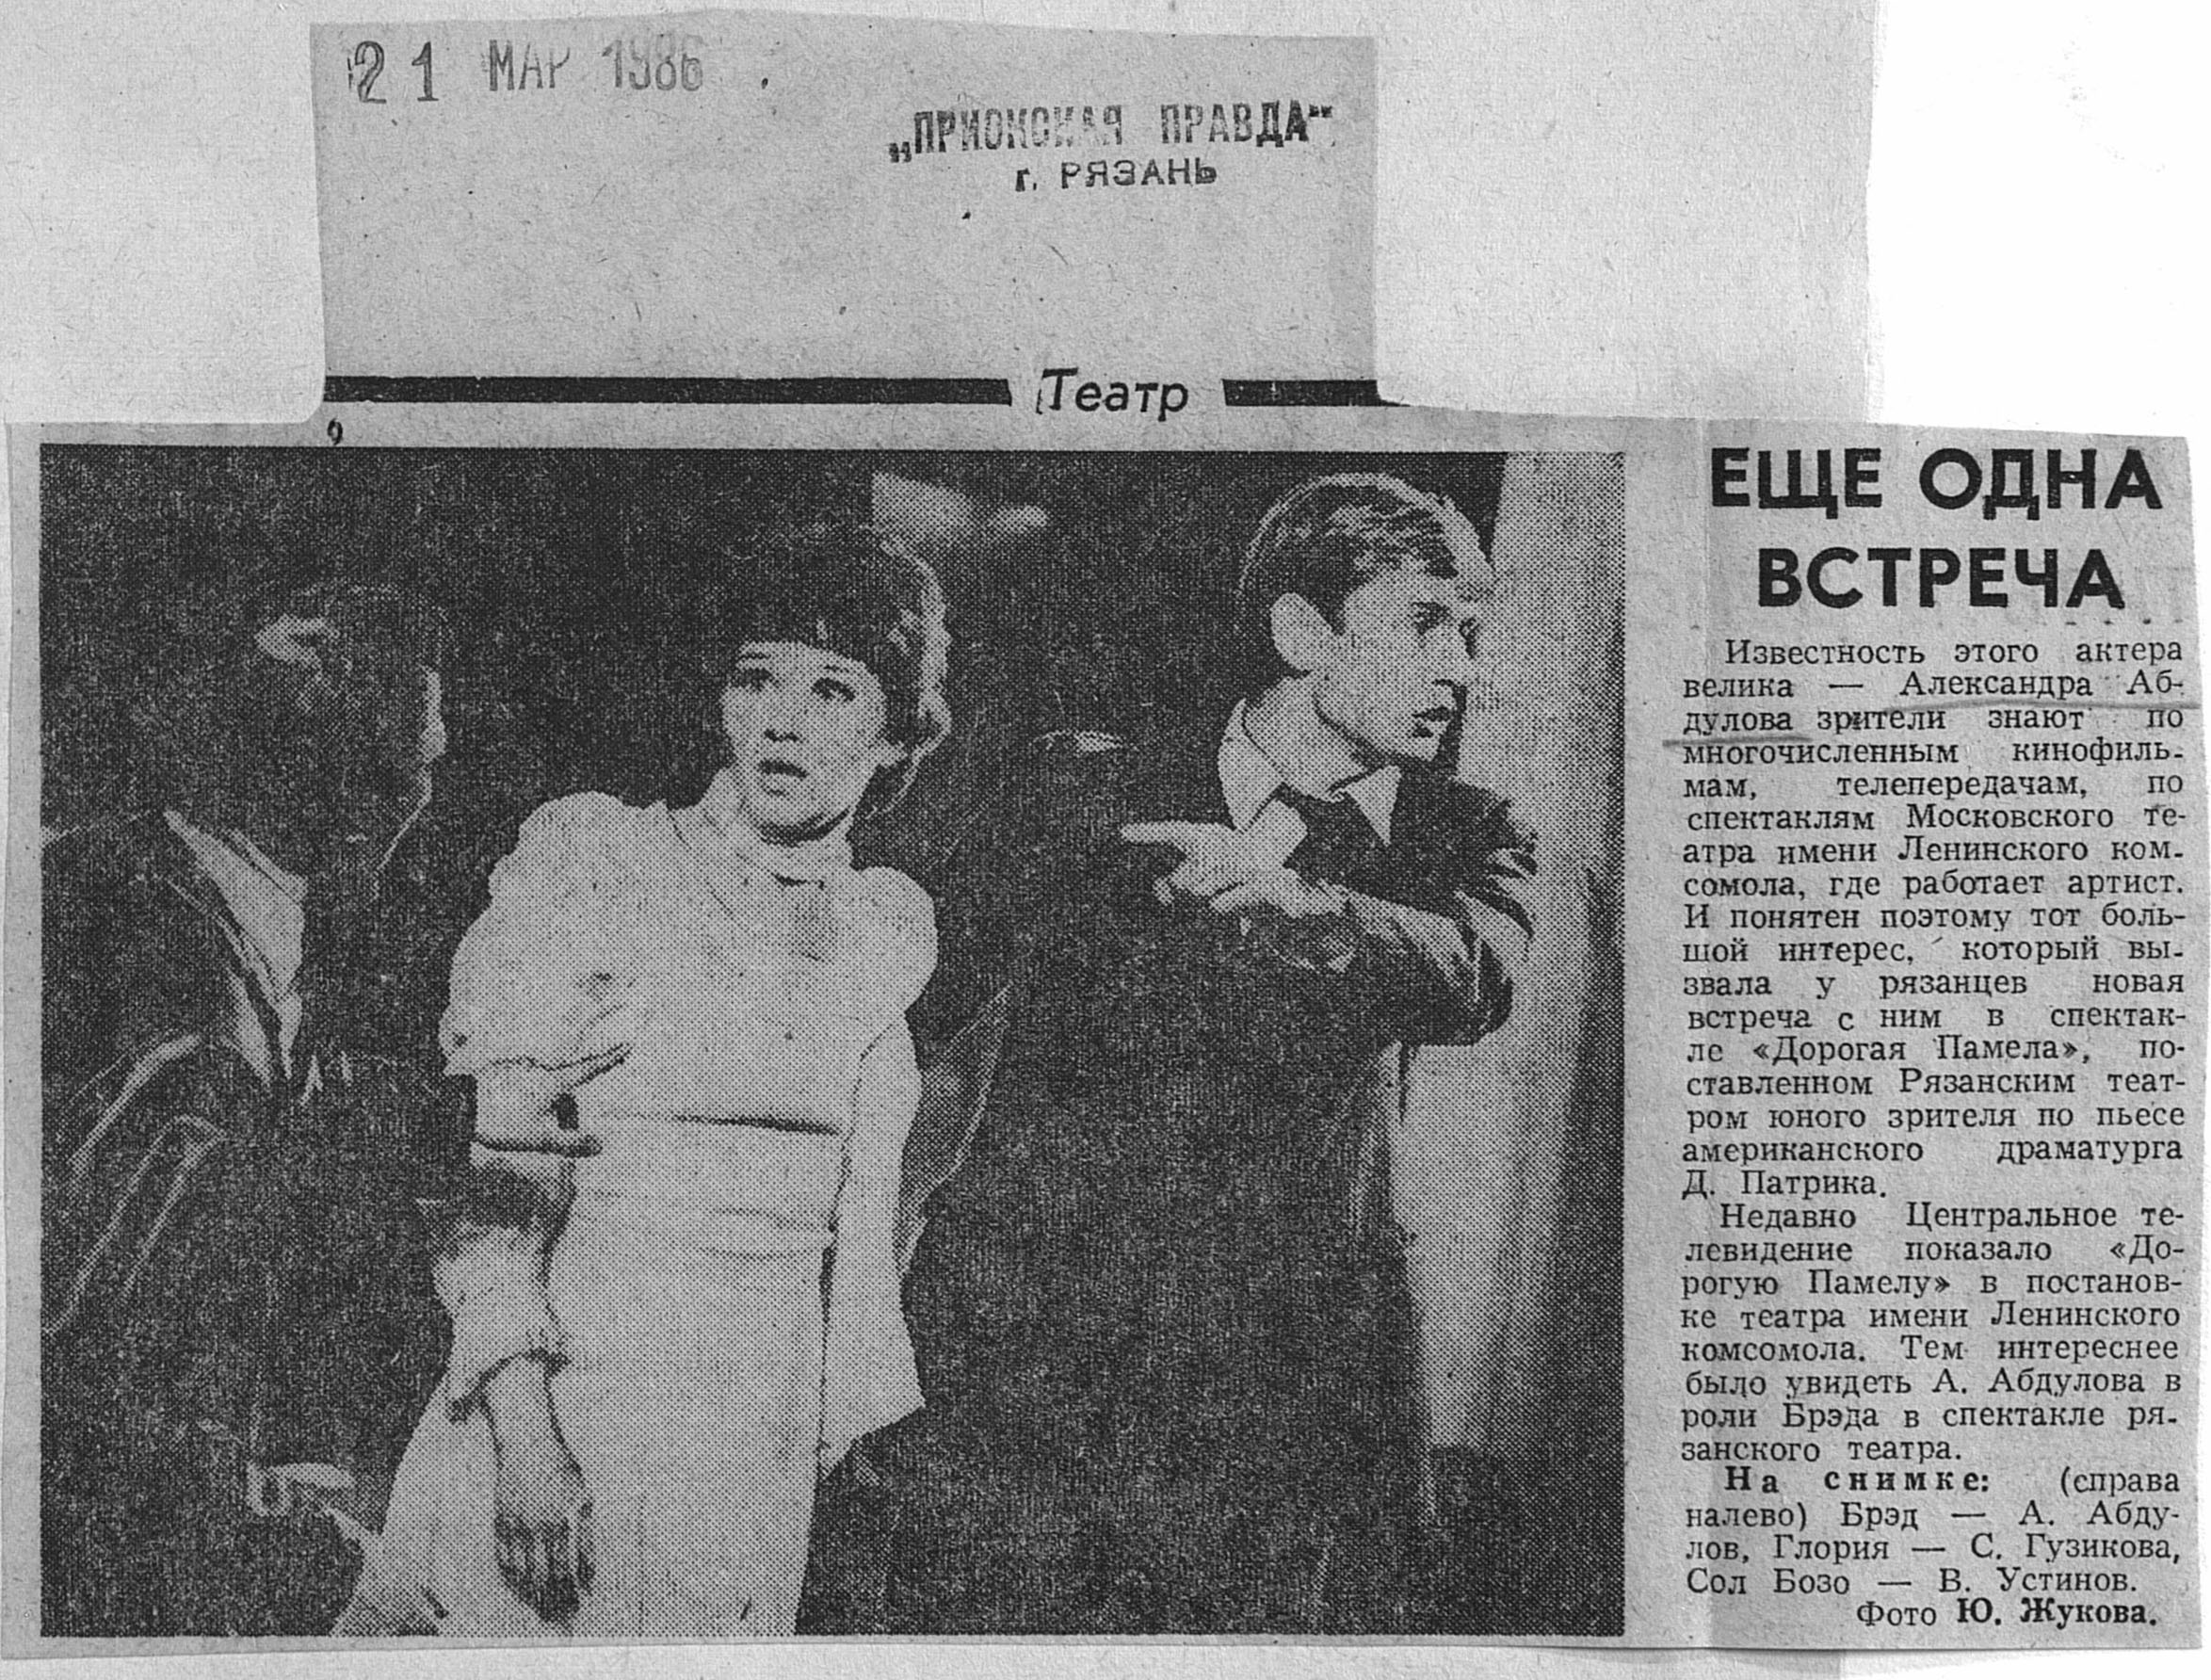 21 МАР 1986
„ПРИОКСКАЯ ПРАВДА“
г. РЯЗАНЬ
Театр
ЕЩЕ ОДНА
ВСТРЕЧА
Известность этого актера
велика — Александра Аб-
дулова зрители знают по
многочисленным кинофиль-
мам, телепередачам, по
спектаклям Московского те-
атра имени Ленинского ком-
сомола, где работает артист.
И понятен поэтому тот боль-
шой интерес, который вы-
звала у рязанцев новая
встреча с ним в спектак-
ле «Дорогая Памела», по-
ставленном Рязанским теат-
ром юного зрителя по пьесе
американского драматурга
Д. Патрика.
Недавно Центральное те-
левидение показало «До-
рогую Памелу» в постанов-
ке театра имени Ленинского
комсомола. Тем интереснее
было увидеть А. Абдулова в
роли Брэда в спектакле ря-
занского театра.
На снимке: (справа
налево) Брэд — А. Абду-
лов, Глория — С. Гузикова,
Сол Бозо — В. Устинов.
Фото Ю. Жукова.